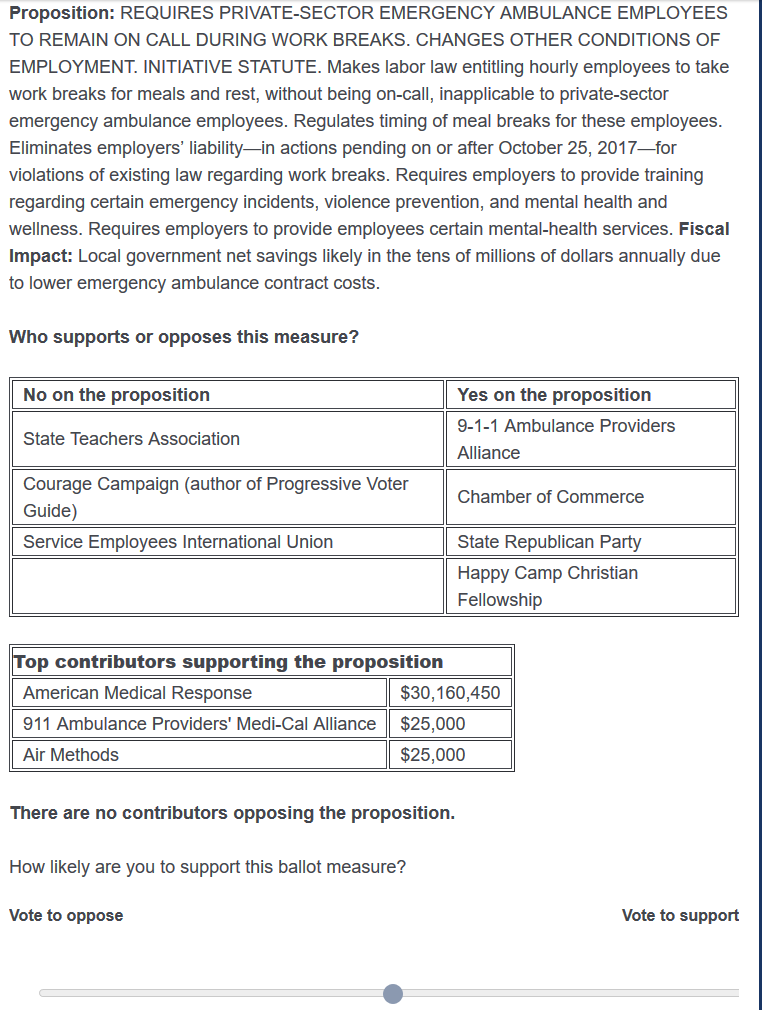 Proposition: REQUIRES PRIVATE-SECTOR EMERGENCY AMBULANCE EMPLOYEES
TO REMAIN ON CALL DURING WORK BREAKS. CHANGES OTHER CONDITIONS OF
EMPLOYMENT. INITIATIVE STATUTE. Makes labor law entitling hourly employees to take
work breaks for meals and rest, without being on-call, inapplicable to private-sector
emergency ambulance employees. Regulates timing of meal breaks for these employees.
Eliminates employers’ liability—in actions pending on or after October 25, 2017—for
violations of existing law regarding work breaks. Requires employers to provide training
regarding certain emergency incidents, violence prevention, and mental health and
wellness. Requires employers to provide employees certain mental-health services. Fiscal
Impact: Local government net savings likely in the tens of millions of dollars annually due
to lower emergency ambulance contract costs.
Who supports or opposes this measure?
No on the proposition Yes on the proposition
State Teachers Association 9-1-1 Ambulance Providers
Alliance
Courage Campaign (author of Progressive Voter
Guide) Chamber of Commerce
Service Employees International Union State Republican Party
Happy Camp Christian
Fellowship
Top contributors supporting the proposition
American Medical Response $30,160,450
911 Ambulance Providers' Medi-Cal Alliance $25,000
Air Methods $25,000
There are no contributors opposing the proposition.
How likely are you to support this ballot measure?
Vote to oppose Vote to support